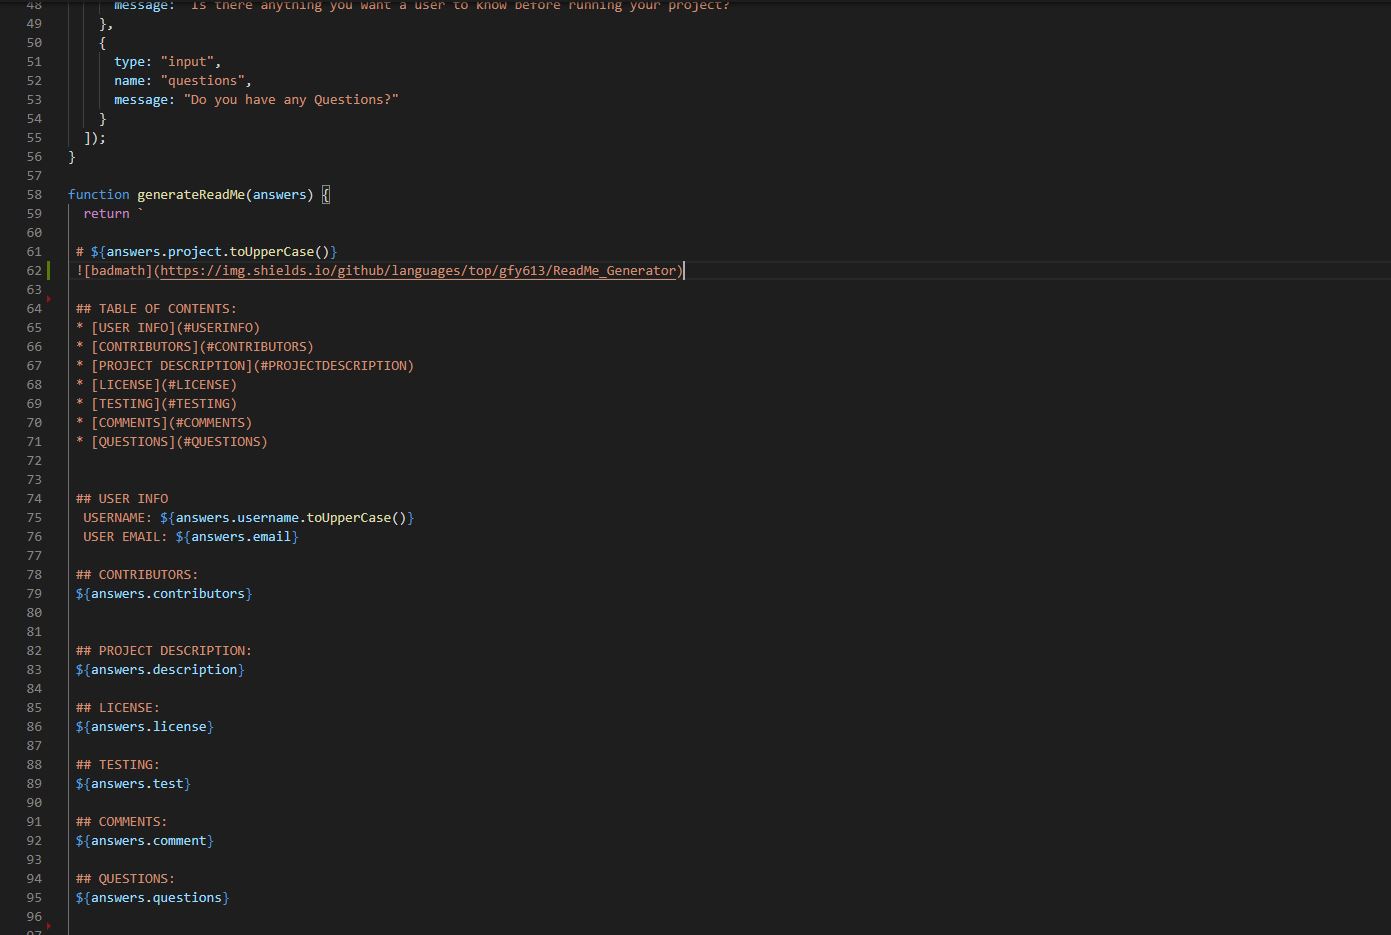 48 message: "Is there anything you want a user to know before running your project?
49 },
50 {
51 type: "input",
52 name: "questions",
53 message: "Do you have any Questions?"
54 }
55 ]);
56 }
57
58 function generateReadMe(answers) {
59 return `
60
61 # ${answers.project.toUpperCase()}
62 ![badmath](https://img.shields.io/github/languages/top/gfy613/ReadMe_Generator)
63
64 ## TABLE OF CONTENTS:
65 * [USER INFO](#USERINFO)
66 * [CONTRIBUTORS](#CONTRIBUTORS)
67 * [PROJECT DESCRIPTION](#PROJECTDESCRIPTION)
68 * [LICENSE](#LICENSE)
69 * [TESTING](#TESTING)
70 * [COMMENTS](#COMMENTS)
71 * [QUESTIONS](#QUESTIONS)
72
73
74 ## USER INFO
75 USERNAME: ${answers.username.toUpperCase()}
76 USER EMAIL: ${answers.email}
77
78 ## CONTRIBUTORS:
79 ${answers.contributors}
80
81
82 ## PROJECT DESCRIPTION:
83 ${answers.description}
84
85 ## LICENSE:
86 ${answers.license}
87
88 ## TESTING:
89 ${answers.test}
90
91 ## COMMENTS:
92 ${answers.comment}
93
94 ## QUESTIONS:
95 ${answers.questions}
96
97